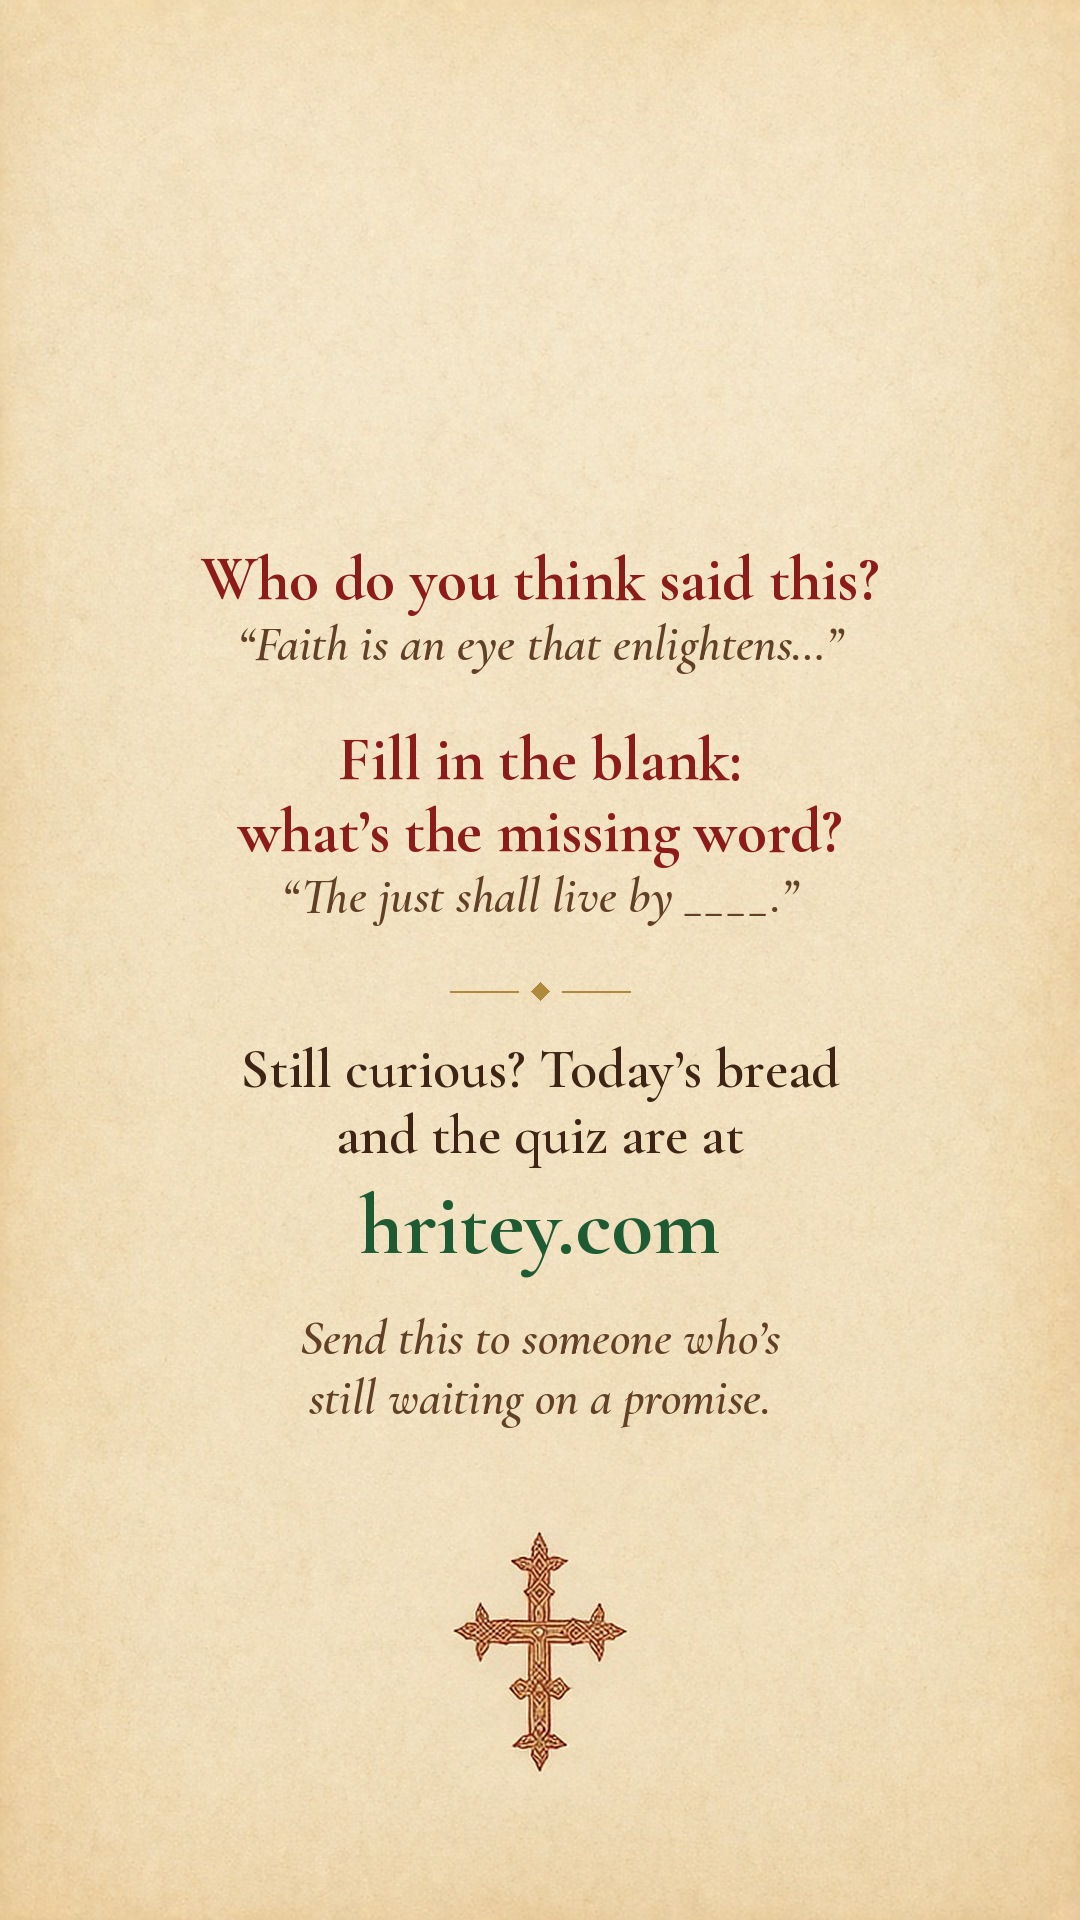 Who do you think said this?
“Faith is an eye that enlightens…”
Fill in the blank:
what’s the missing word?
“The just shall live by ____.”
Still curious? Today’s bread
and the quiz are at
hritey.com
Send this to someone who’s
still waiting on a promise.